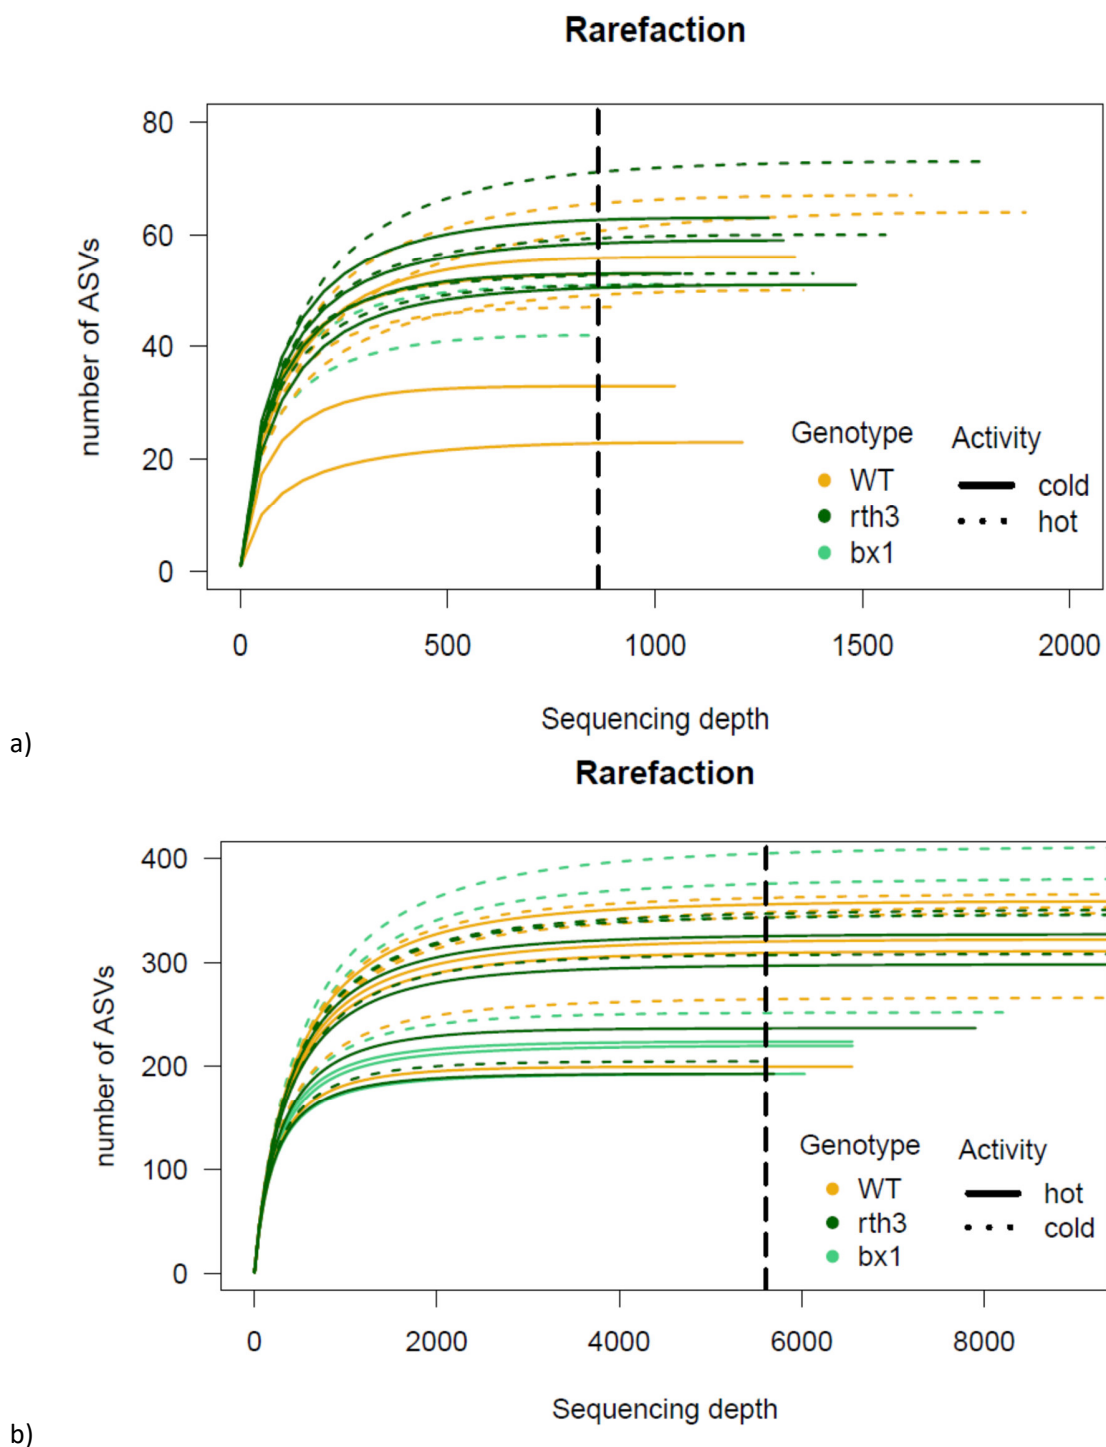 Rarefaction
80
60
40
20
0
number of ASVs
Genotype
WT
rth3
bx1
Activity
cold
hot
0 500 1000 1500 2000
Sequencing depth
a)
Rarefaction
400
300
200
100
0
number of ASVs
Genotype
WT
rth3
bx1
Activity
hot
cold
0 2000 4000 6000 8000
Sequencing depth
b)